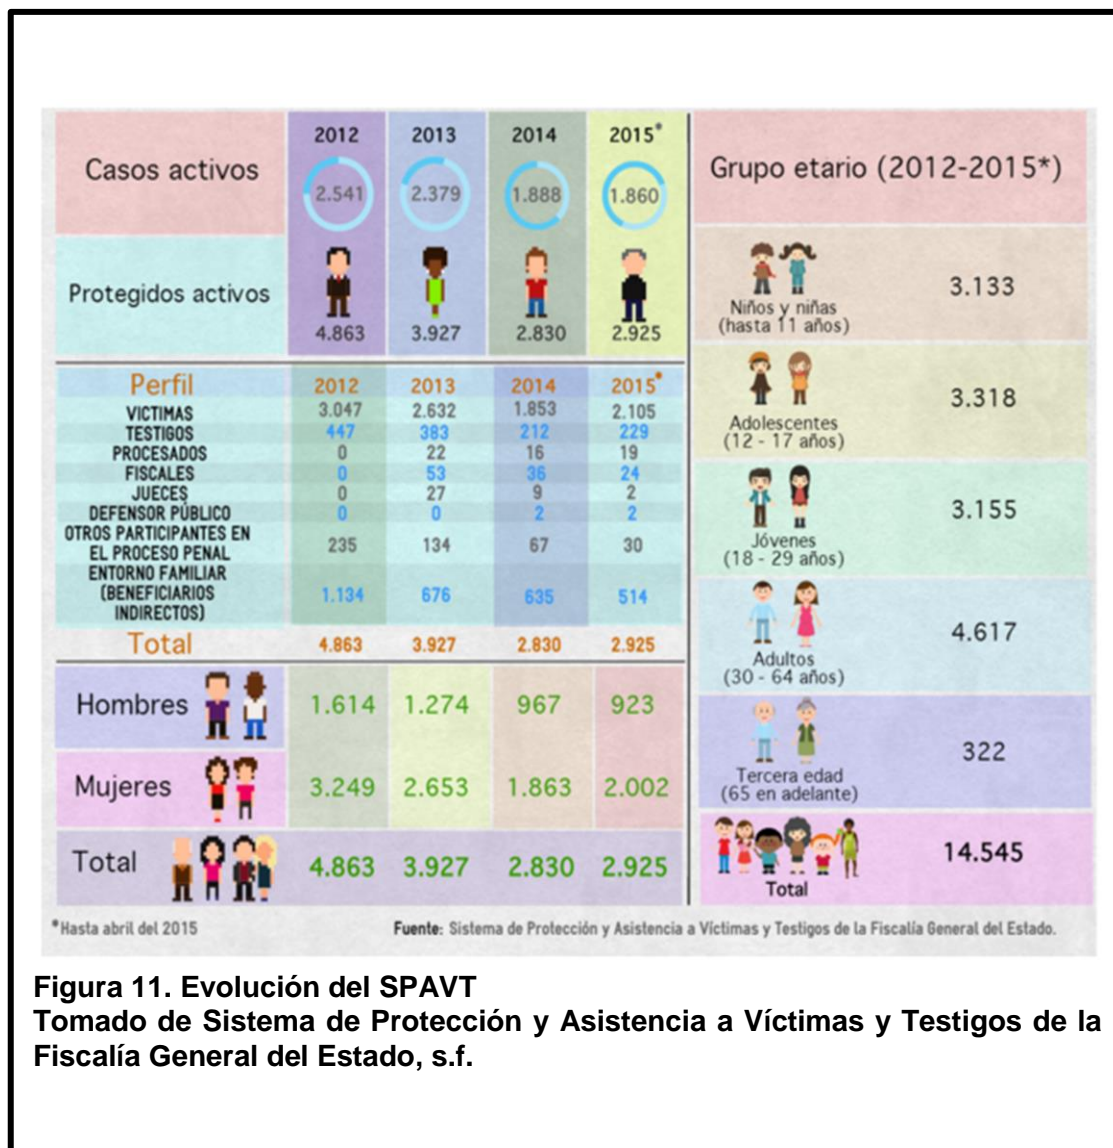 Casos activos
2012 2013 2014 2015*
2.541 2.379 1.888 1.860
Protegidos activos
4.863 3.927 2.830 2.925
Perfil 2012 2013 2014 2015*
VICTIMAS 3.047 2.632 1.853 2.105
TESTIGOS 447 383 212 229
PROCESADOS 0 22 16 19
FISCALES 0 53 36 24
JUECES 0 27 9 2
DEFENSOR PÚBLICO 0 0 2 2
OTROS PARTICIPANTES EN
EL PROCESO PENAL 235 134 67 30
ENTORNO FAMILIAR
(BENEFICIARIOS
INDIRECTOS) 1.134 676 635 514
Total 4.863 3.927 2.830 2.925
Hombres 1.614 1.274 967 923
Mujeres 3.249 2.653 1.863 2.002
Total 4.863 3.927 2.830 2.925
Grupo etario (2012-2015*)
Niños y niñas
(hasta 11 años) 3.133
Adolescentes
(12 - 17 años) 3.318
Jóvenes
(18 - 29 años) 3.155
Adultos
(30 - 64 años) 4.617
Tercera edad
(65 en adelante) 322
Total 14.545
*Hasta abril del 2015
Fuente: Sistema de Protección y Asistencia a Víctimas y Testigos de la Fiscalía General del Estado.
Figura 11. Evolución del SPAVT
Tomado de Sistema de Protección y Asistencia a Víctimas y Testigos de la
Fiscalía General del Estado, s.f.